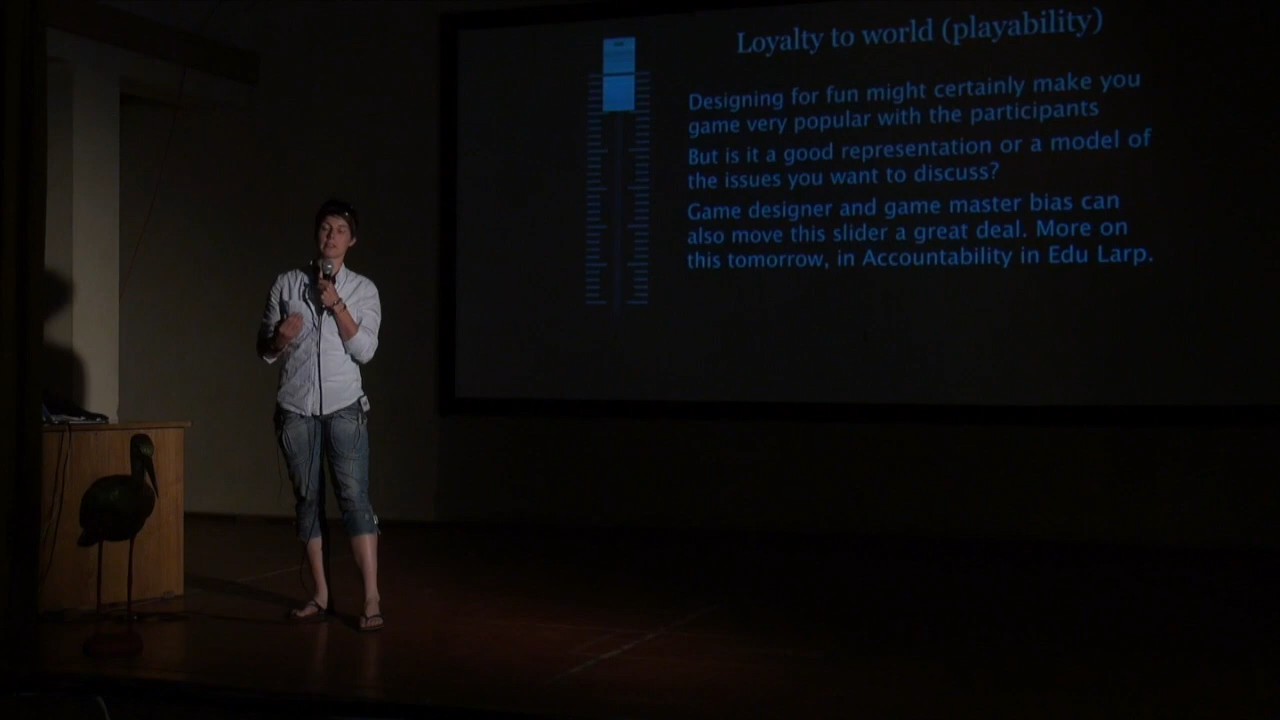 Loyalty to world (playability)
Designing for fun might certainly make you
game very popular with the participants
But is it a good representation or a model of
the issues you want to discuss?
Game designer and game master bias can
also move this slider a great deal. More on
this tomorrow, in Accountability in Edu Larp.